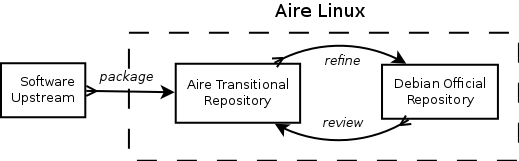 Aire Linux
package
refine
Software
Upstream
Aire Transitional
Repository
Debian Official
Repository
review